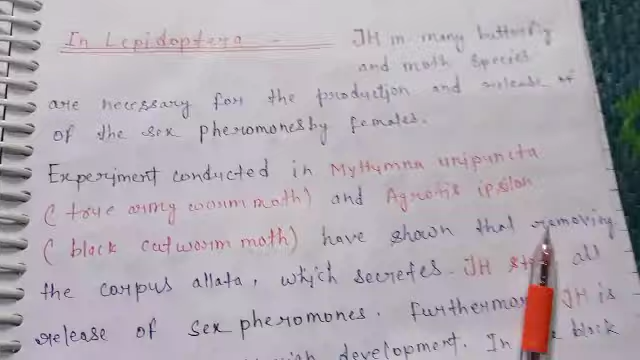 In Lepidoptera
JH in many butterfly
and moth species
are necessary for the production and release of
of the sex pheromones by females.
Experiment conducted in Mythimna unipuncta
(true army worm moth) and Agrotis ipsilon
(black cutworm moth) have shown that removing
the corpus allata, which secretes JH all
release of sex pheromones. Furthermore JH is
development. In black